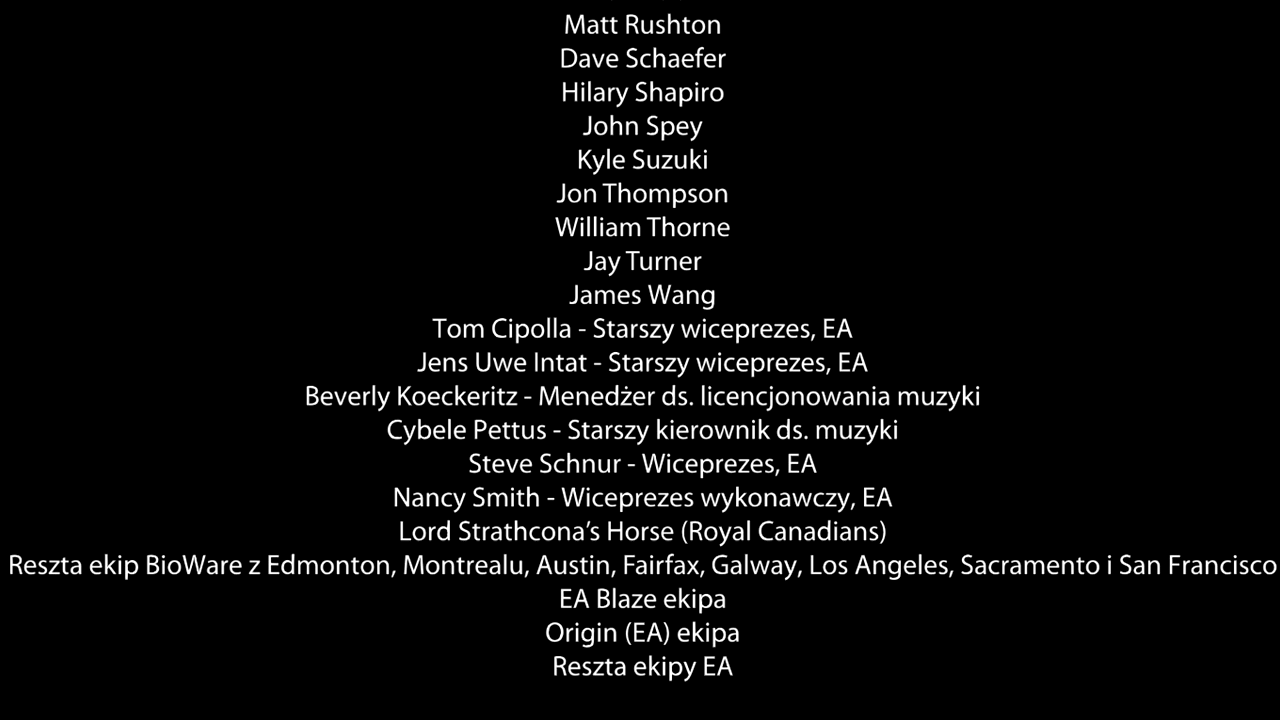 Matt Rushton
Dave Schaefer
Hilary Shapiro
John Spey
Kyle Suzuki
Jon Thompson
William Thorne
Jay Turner
James Wang
Tom Cipolla - Starszy wiceprezes, EA
Jens Uwe Intat - Starszy wiceprezes, EA
Beverly Koeckeritz - Menedżer ds. licencjonowania muzyki
Cybele Pettus - Starszy kierownik ds. muzyki
Steve Schnur - Wiceprezes, EA
Nancy Smith - Wiceprezes wykonawczy, EA
Lord Strathcona’s Horse (Royal Canadians)
Reszta ekip BioWare z Edmonton, Montrealu, Austin, Fairfax, Galway, Los Angeles, Sacramento i San Francisco
EA Blaze ekipa
Origin (EA) ekipa
Reszta ekipy EA